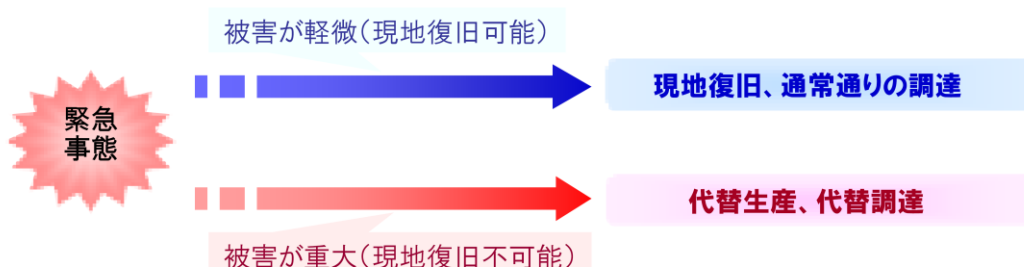 被害が軽微（現地復旧可能）
緊急
事態
現地復旧、通常通りの調達
代替生産、代替調達
被害が重大（現地復旧不可能）